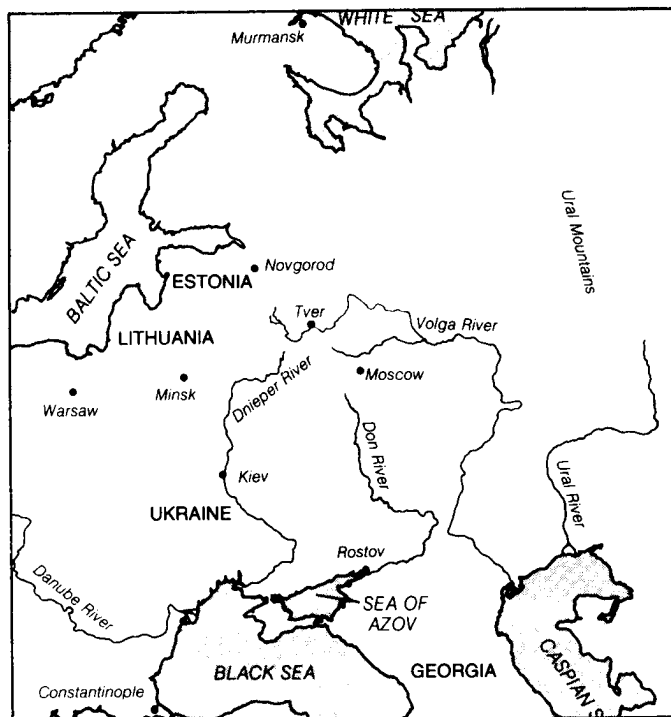 WHITE SEA
Murmansk
Ural Mountains
Novgorod
ESTONIA
BALTIC SEA
Tver
Volga River
LITHUANIA
Dnieper River
Moscow
Minsk
Warsaw
Don River
Kiev
Ural River
UKRAINE
Rostov
Danube River
SEA OF
AZOV
BLACK SEA
GEORGIA
CASPIAN S
Constantinople